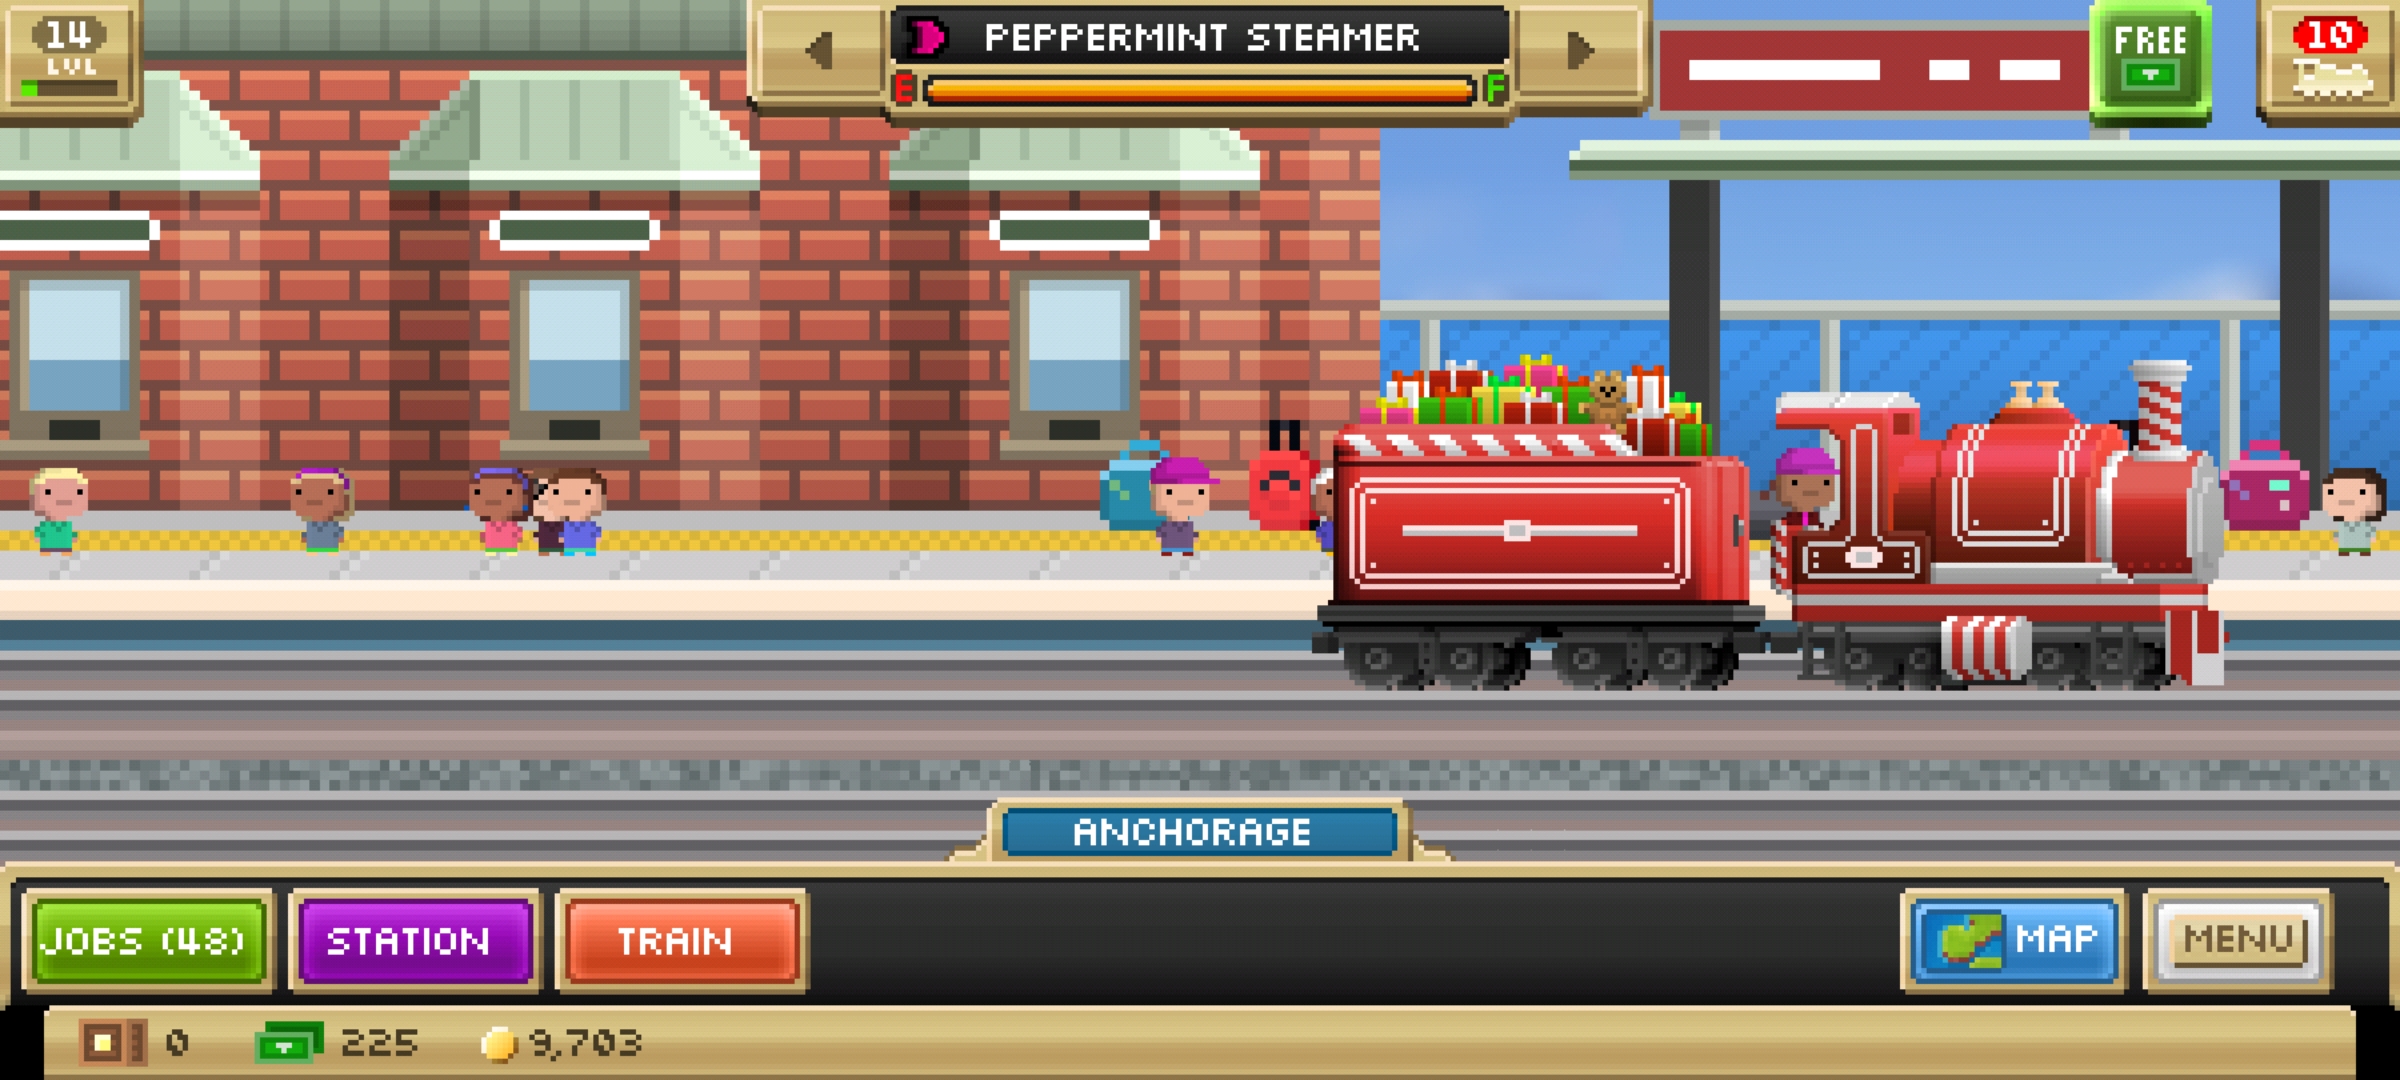 14
LVL
PEPPERMINT STEAMER
E F
FREE
10
ANCHORAGE
JOBS (48)
STATION
TRAIN
MAP
MENU
0
225
9,703